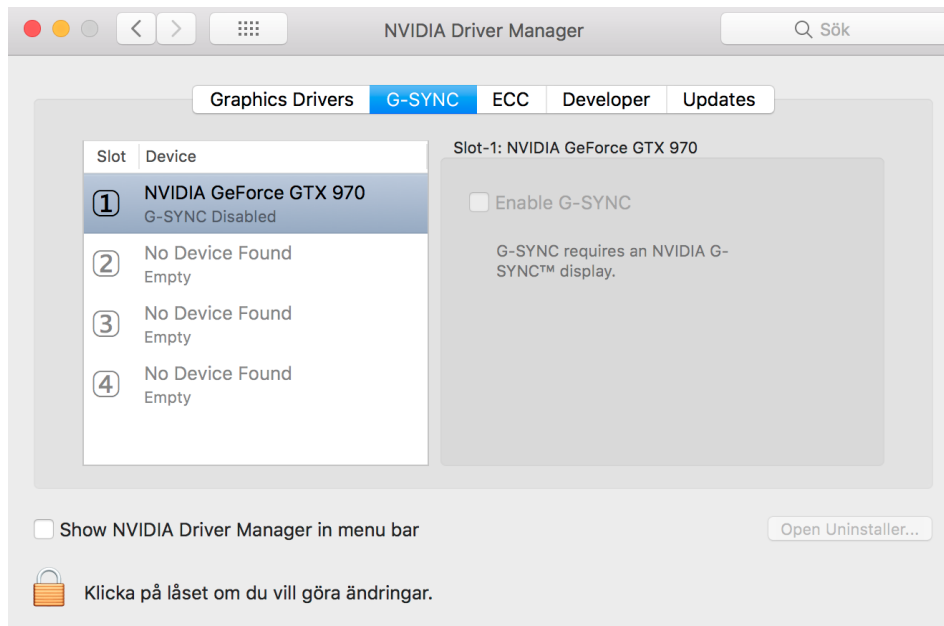 NVIDIA Driver Manager
Sök
Graphics Drivers G-SYNC ECC Developer Updates
Slot Device
1 NVIDIA GeForce GTX 970
G-SYNC Disabled
2 No Device Found
Empty
3 No Device Found
Empty
4 No Device Found
Empty
Slot-1: NVIDIA GeForce GTX 970
Enable G-SYNC
G-SYNC requires an NVIDIA G-
SYNC™ display.
Show NVIDIA Driver Manager in menu bar
Open Uninstaller...
Klicka på låset om du vill göra ändringar.